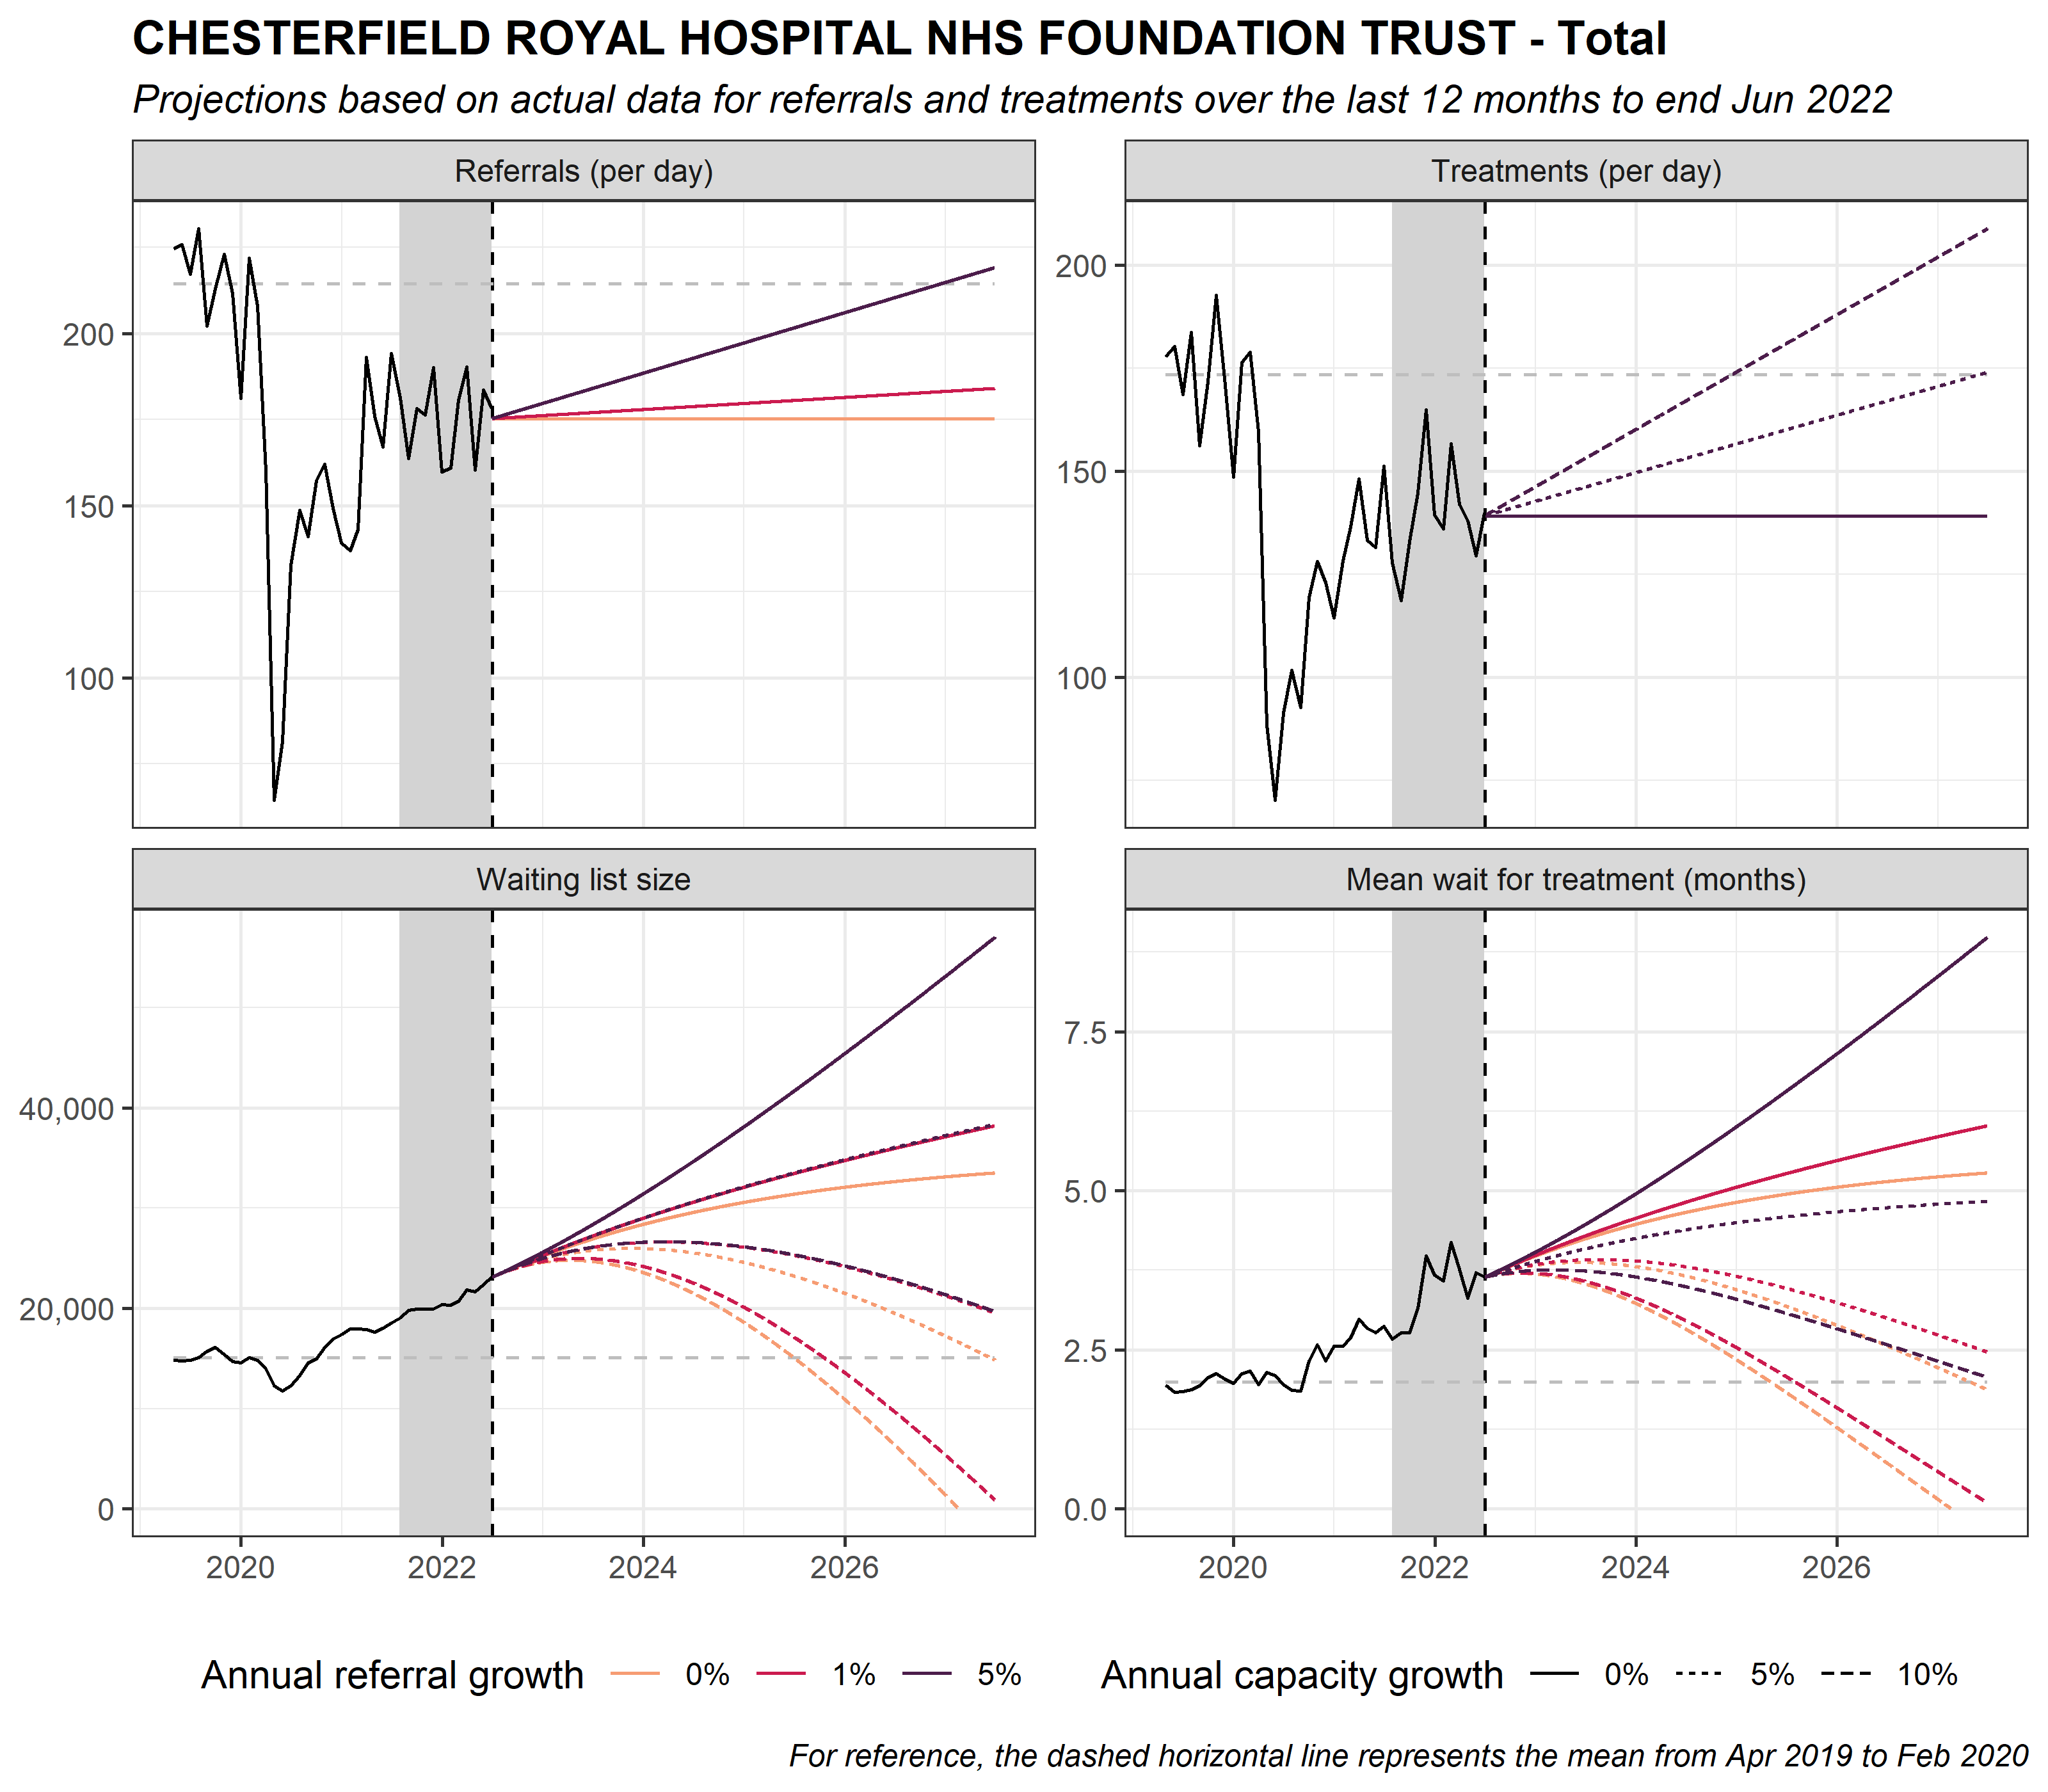 CHESTERFIELD ROYAL HOSPITAL NHS FOUNDATION TRUST - Total
Projections based on actual data for referrals and treatments over the last 12 months to end Jun 2022
Referrals (per day)
200
150
100
Treatments (per day)
200
150
100
Waiting list size
40,000
20,000
0
2020 2022 2024 2026
Mean wait for treatment (months)
7.5
5.0
2.5
0.0
2020 2022 2024 2026
Annual referral growth 0% 1% 5%
Annual capacity growth 0% 5% 10%
For reference, the dashed horizontal line represents the mean from Apr 2019 to Feb 2020